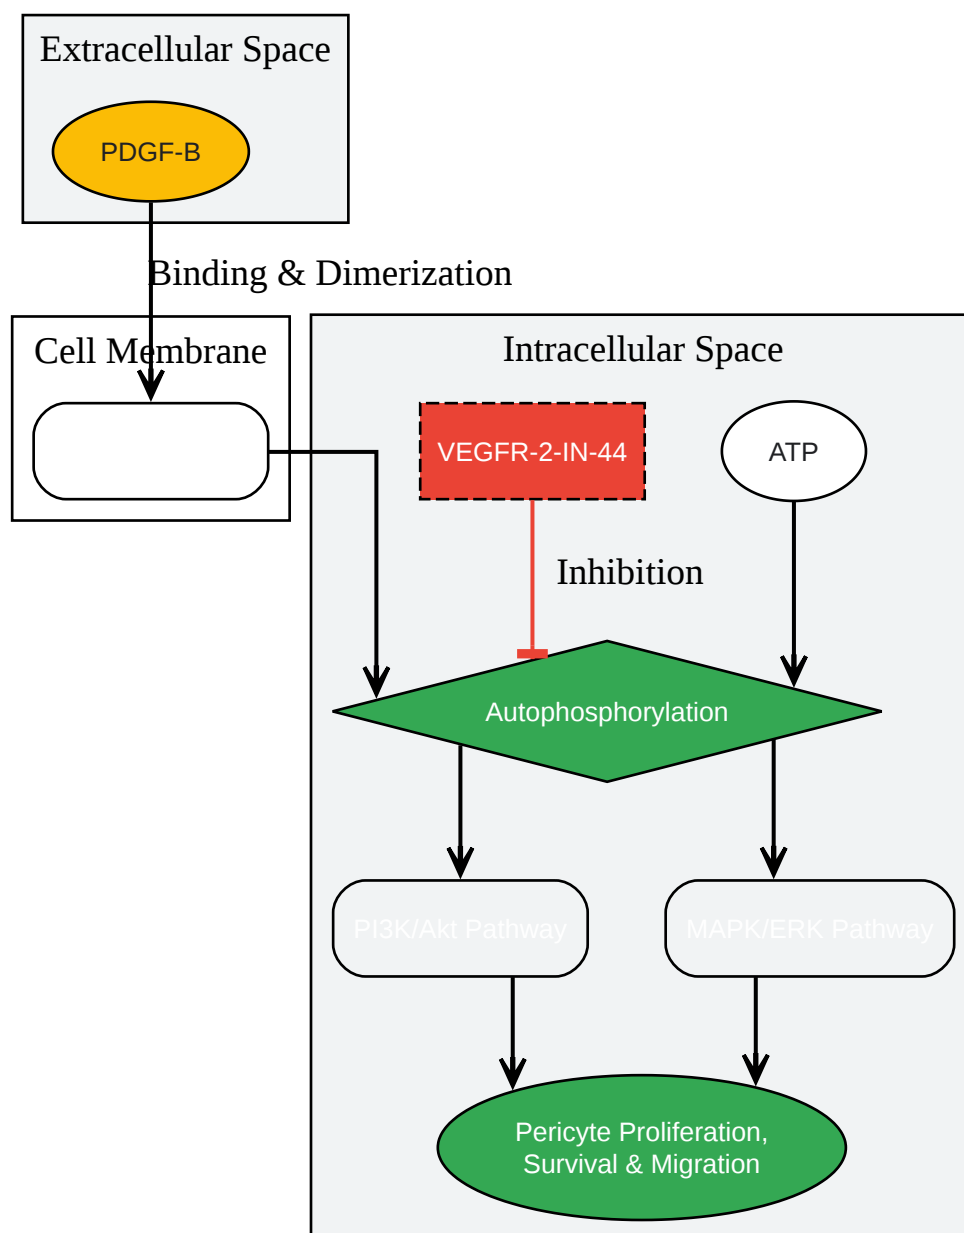 Extracellular Space
PDGF-B
Binding & Dimerization
Cell Membrane
Intracellular Space
VEGFR-2-IN-44
ATP
Inhibition
Autophosphorylation
PI3K/Akt Pathway
MAPK/ERK Pathway
Pericyte Proliferation,
Survival & Migration